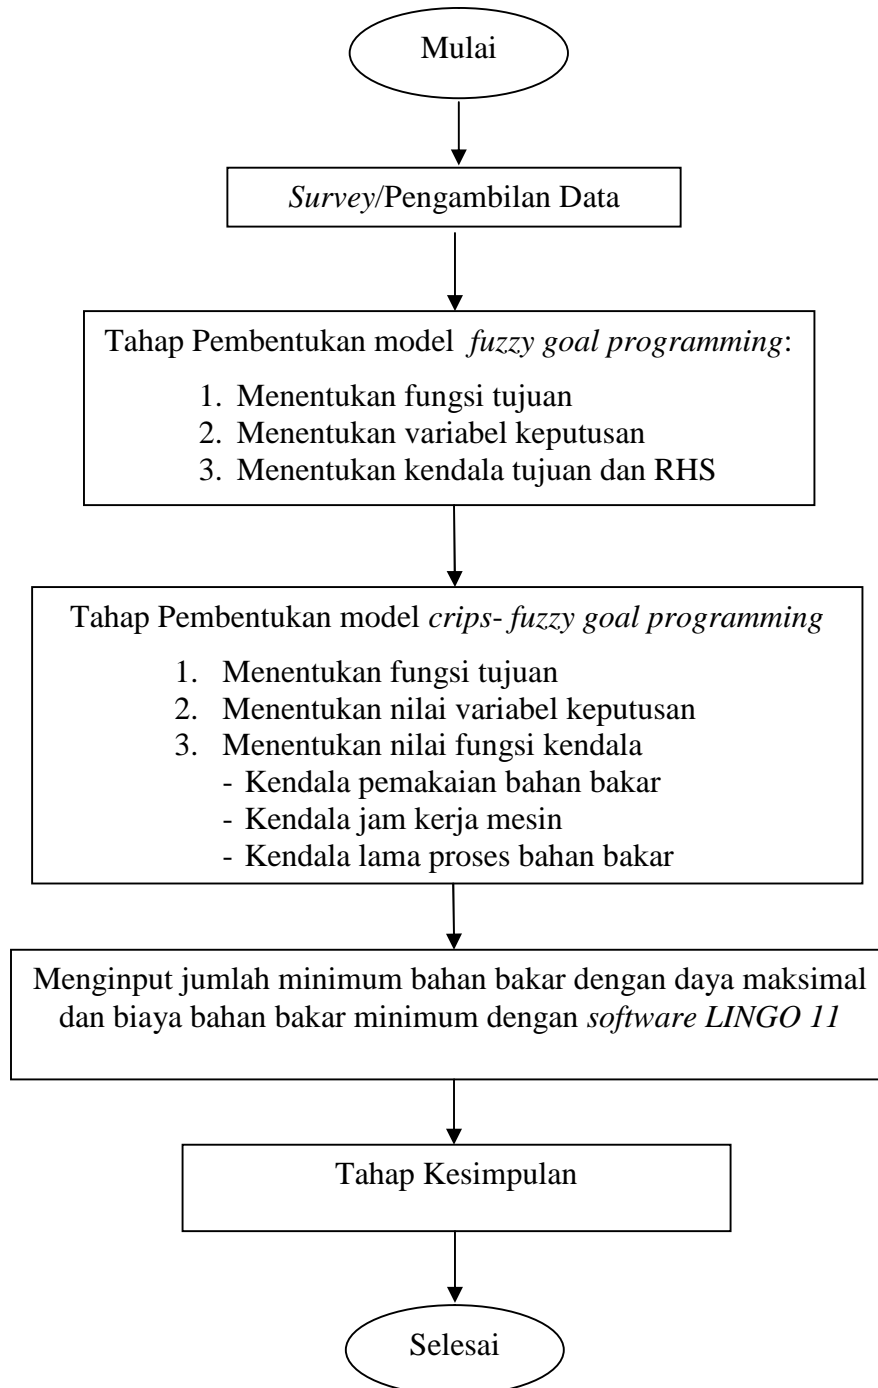 Mulai
Survey/Pengambilan Data
Tahap Pembentukan model fuzzy goal programming:
1. Menentukan fungsi tujuan
2. Menentukan variabel keputusan
3. Menentukan kendala tujuan dan RHS
Tahap Pembentukan model crips- fuzzy goal programming
1. Menentukan fungsi tujuan
2. Menentukan nilai variabel keputusan
3. Menentukan nilai fungsi kendala
- Kendala pemakaian bahan bakar
- Kendala jam kerja mesin
- Kendala lama proses bahan bakar
Menginput jumlah minimum bahan bakar dengan daya maksimal
dan biaya bahan bakar minimum dengan software LINGO 11
Tahap Kesimpulan
Selesai